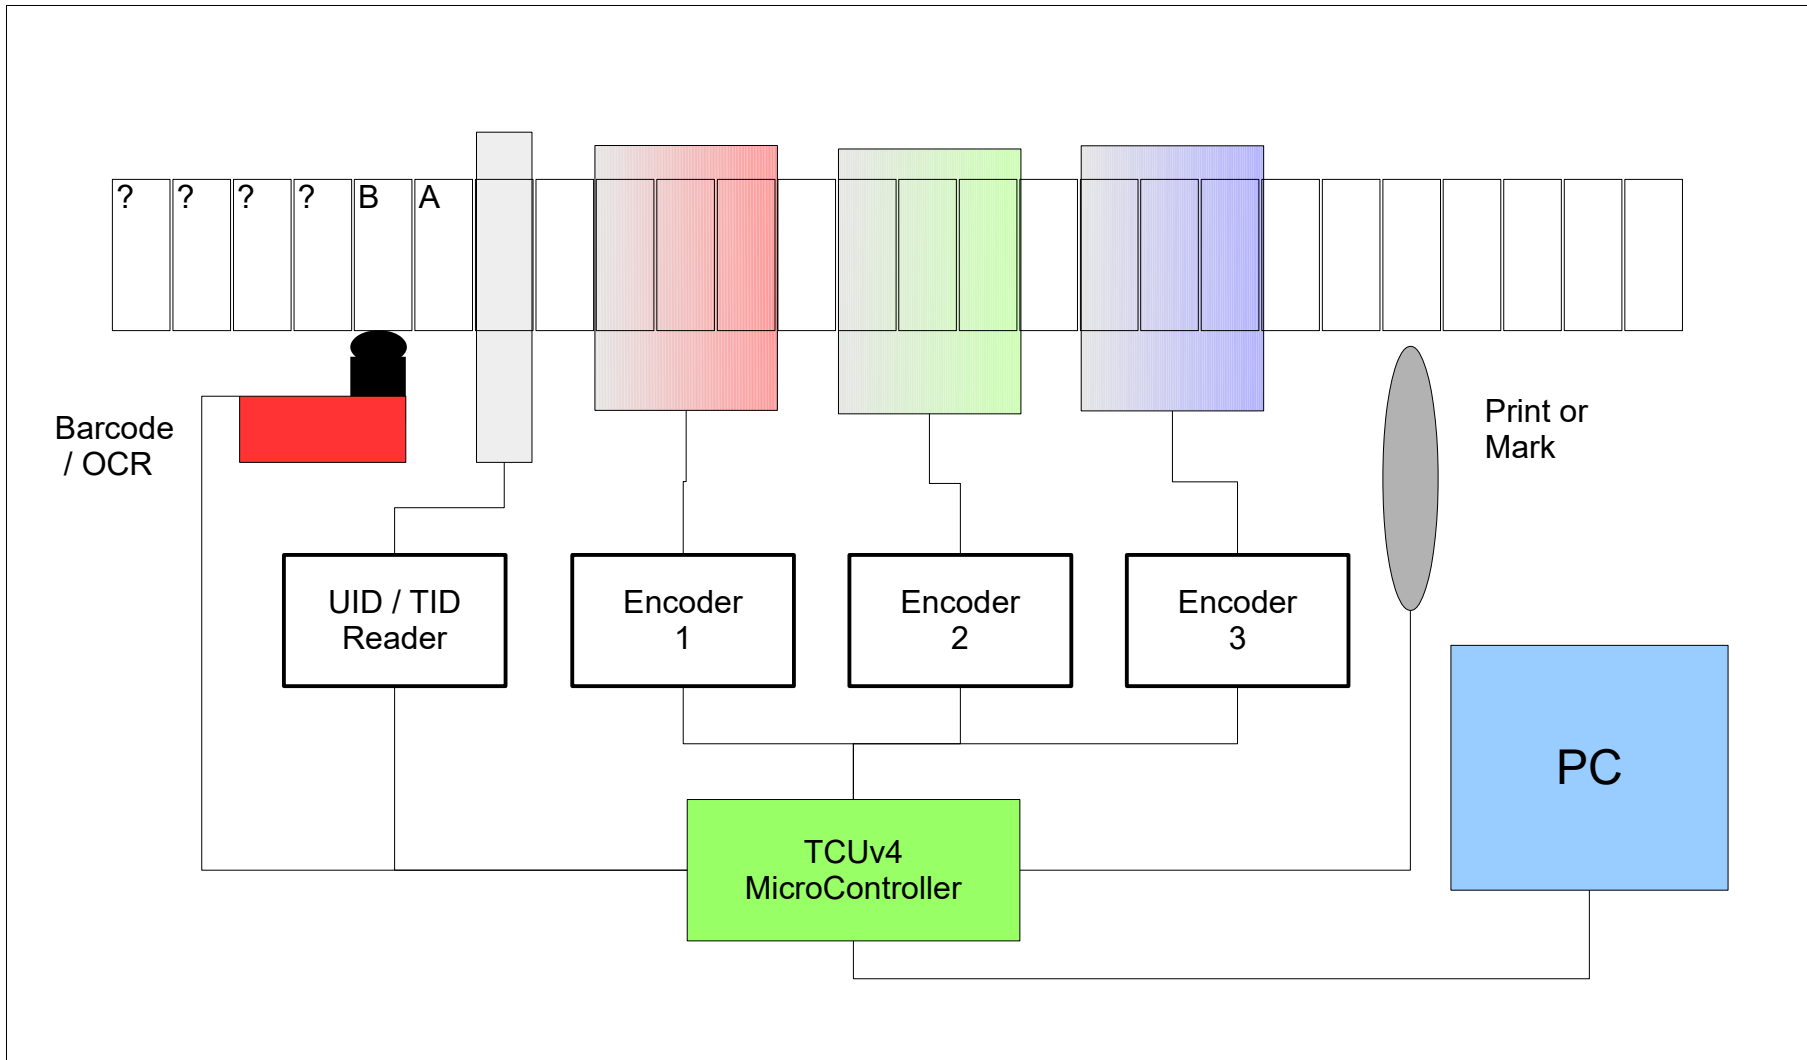 ? ? ? ? B A
Barcode
/ OCR
Print or
Mark
UID / TID
Reader
Encoder
1
Encoder
2
Encoder
3
PC
TCUv4
MicroController